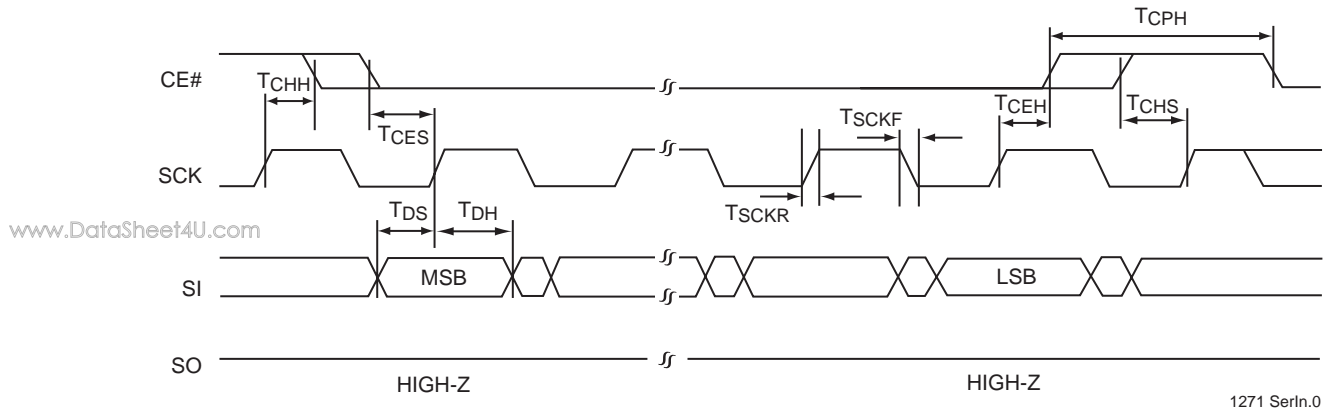 TCPH
CE#
TCHH
TCES
TSCKF
TCEH
TCHS
SCK
TSCKR
www.DataSheet4U.com
TDS
TDH
SI
MSB
LSB
SO
HIGH-Z
HIGH-Z
1271 SerIn.0